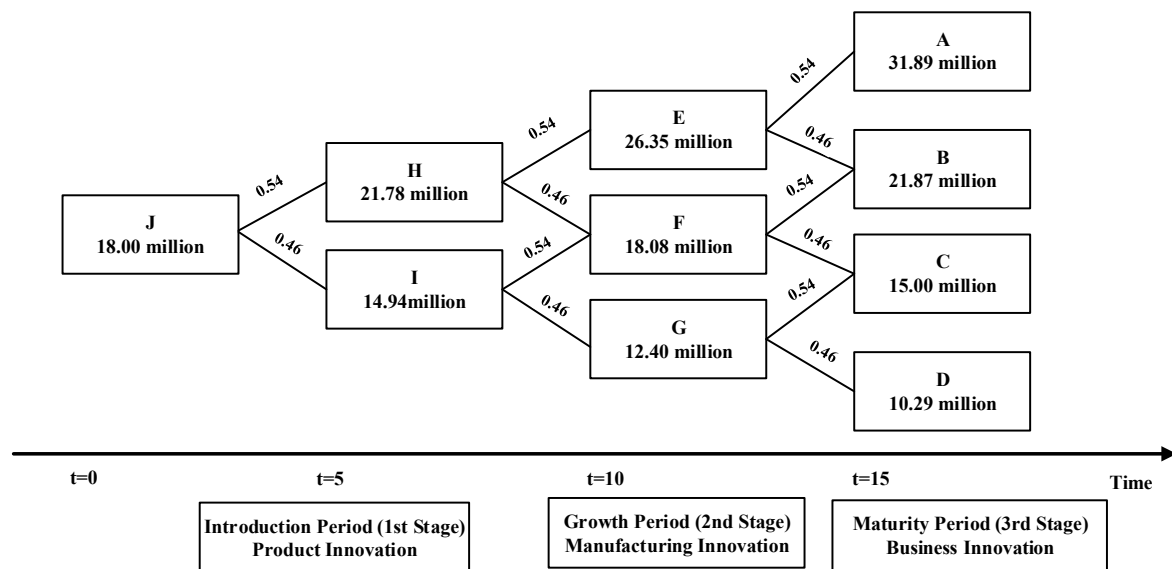 A
31.89 million
0.54
E
26.35 million
0.54
0.46
H
21.78 million
B
21.87 million
0.54
0.46
0.54
J
18.00 million
F
18.08 million
0.46
0.54
0.46
I
14.94million
C
15.00 million
0.46
0.54
G
12.40 million
0.46
D
10.29 million
t=0
t=5
t=10
t=15
Time
Introduction Period (1st Stage)
Product Innovation
Growth Period (2nd Stage)
Manufacturing Innovation
Maturity Period (3rd Stage)
Business Innovation